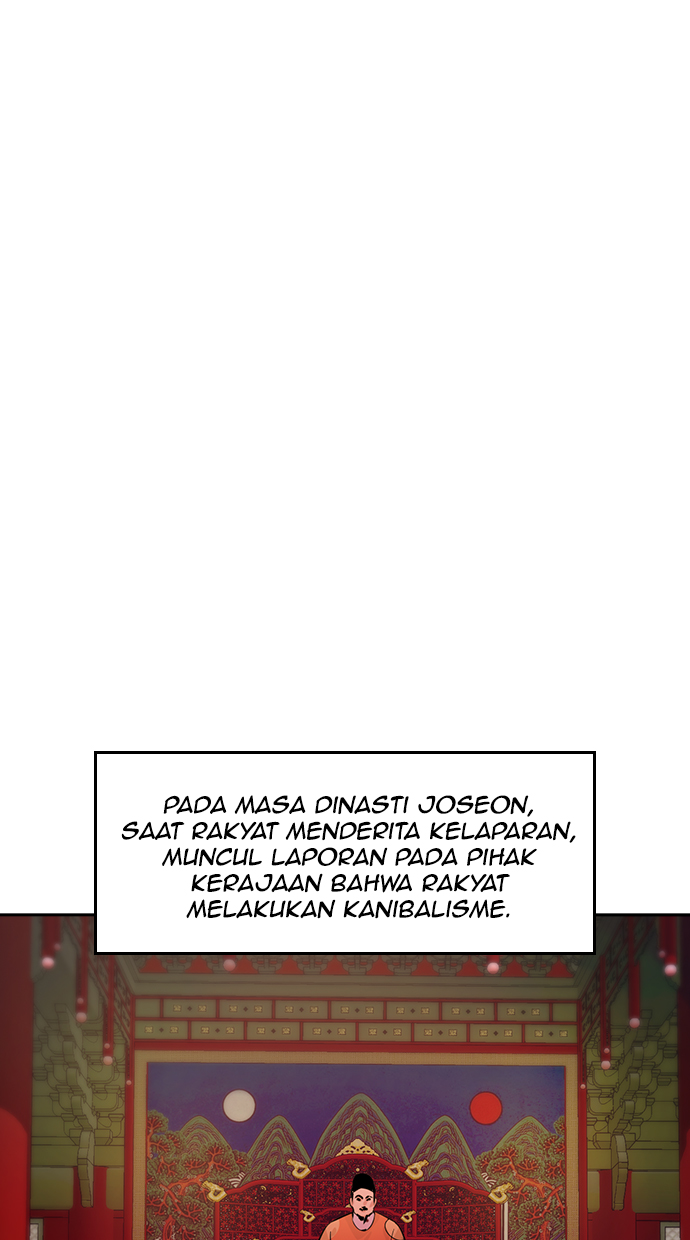 PADA MASA DINASTI JOSEON,
SAAT RAKYAT MENDERITA KELAPARAN,
MUNCUL LAPORAN PADA PIHAK
KERAJAAN BAHWA RAKYAT
MELAKUKAN KANIBALISME.